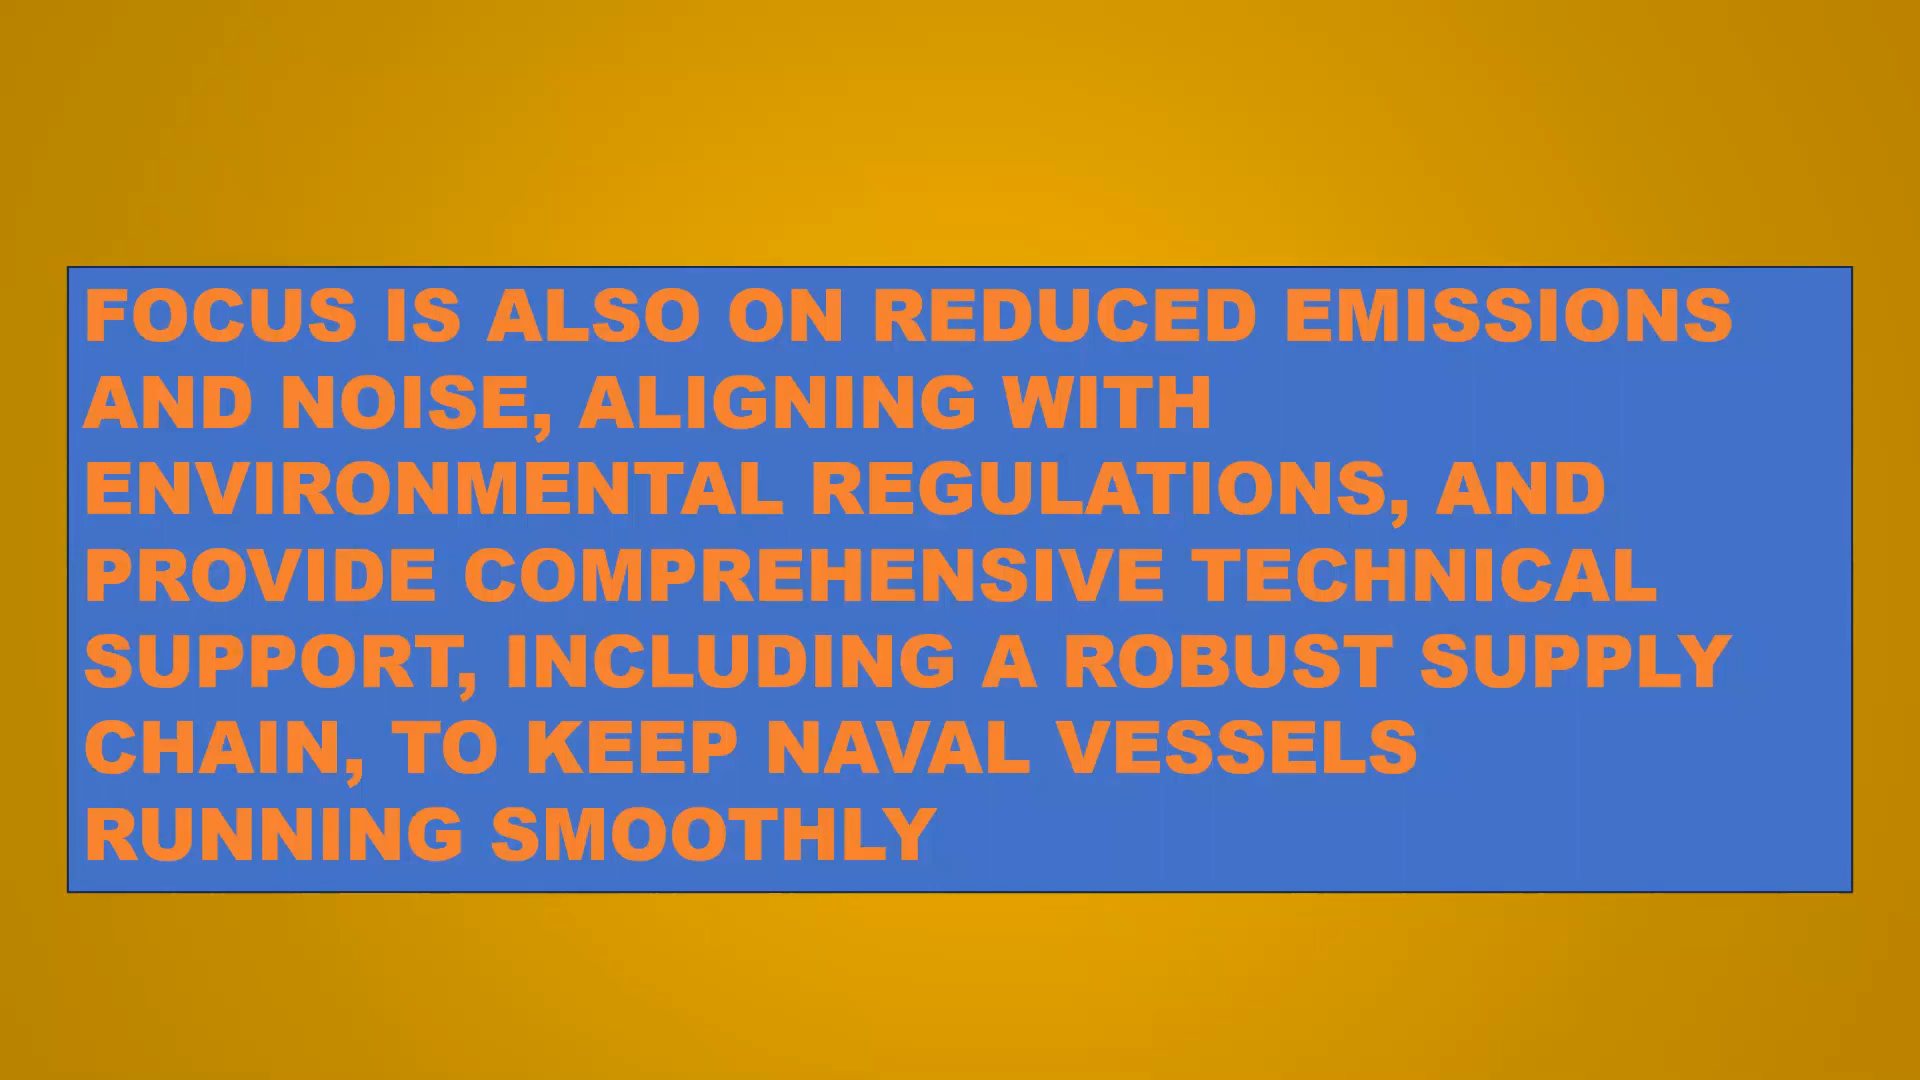 FOCUS IS ALSO ON REDUCED EMISSIONS
AND NOISE, ALIGNING WITH
ENVIRONMENTAL REGULATIONS, AND
PROVIDE COMPREHENSIVE TECHNICAL
SUPPORT, INCLUDING A ROBUST SUPPLY
CHAIN, TO KEEP NAVAL VESSELS
RUNNING SMOOTHLY